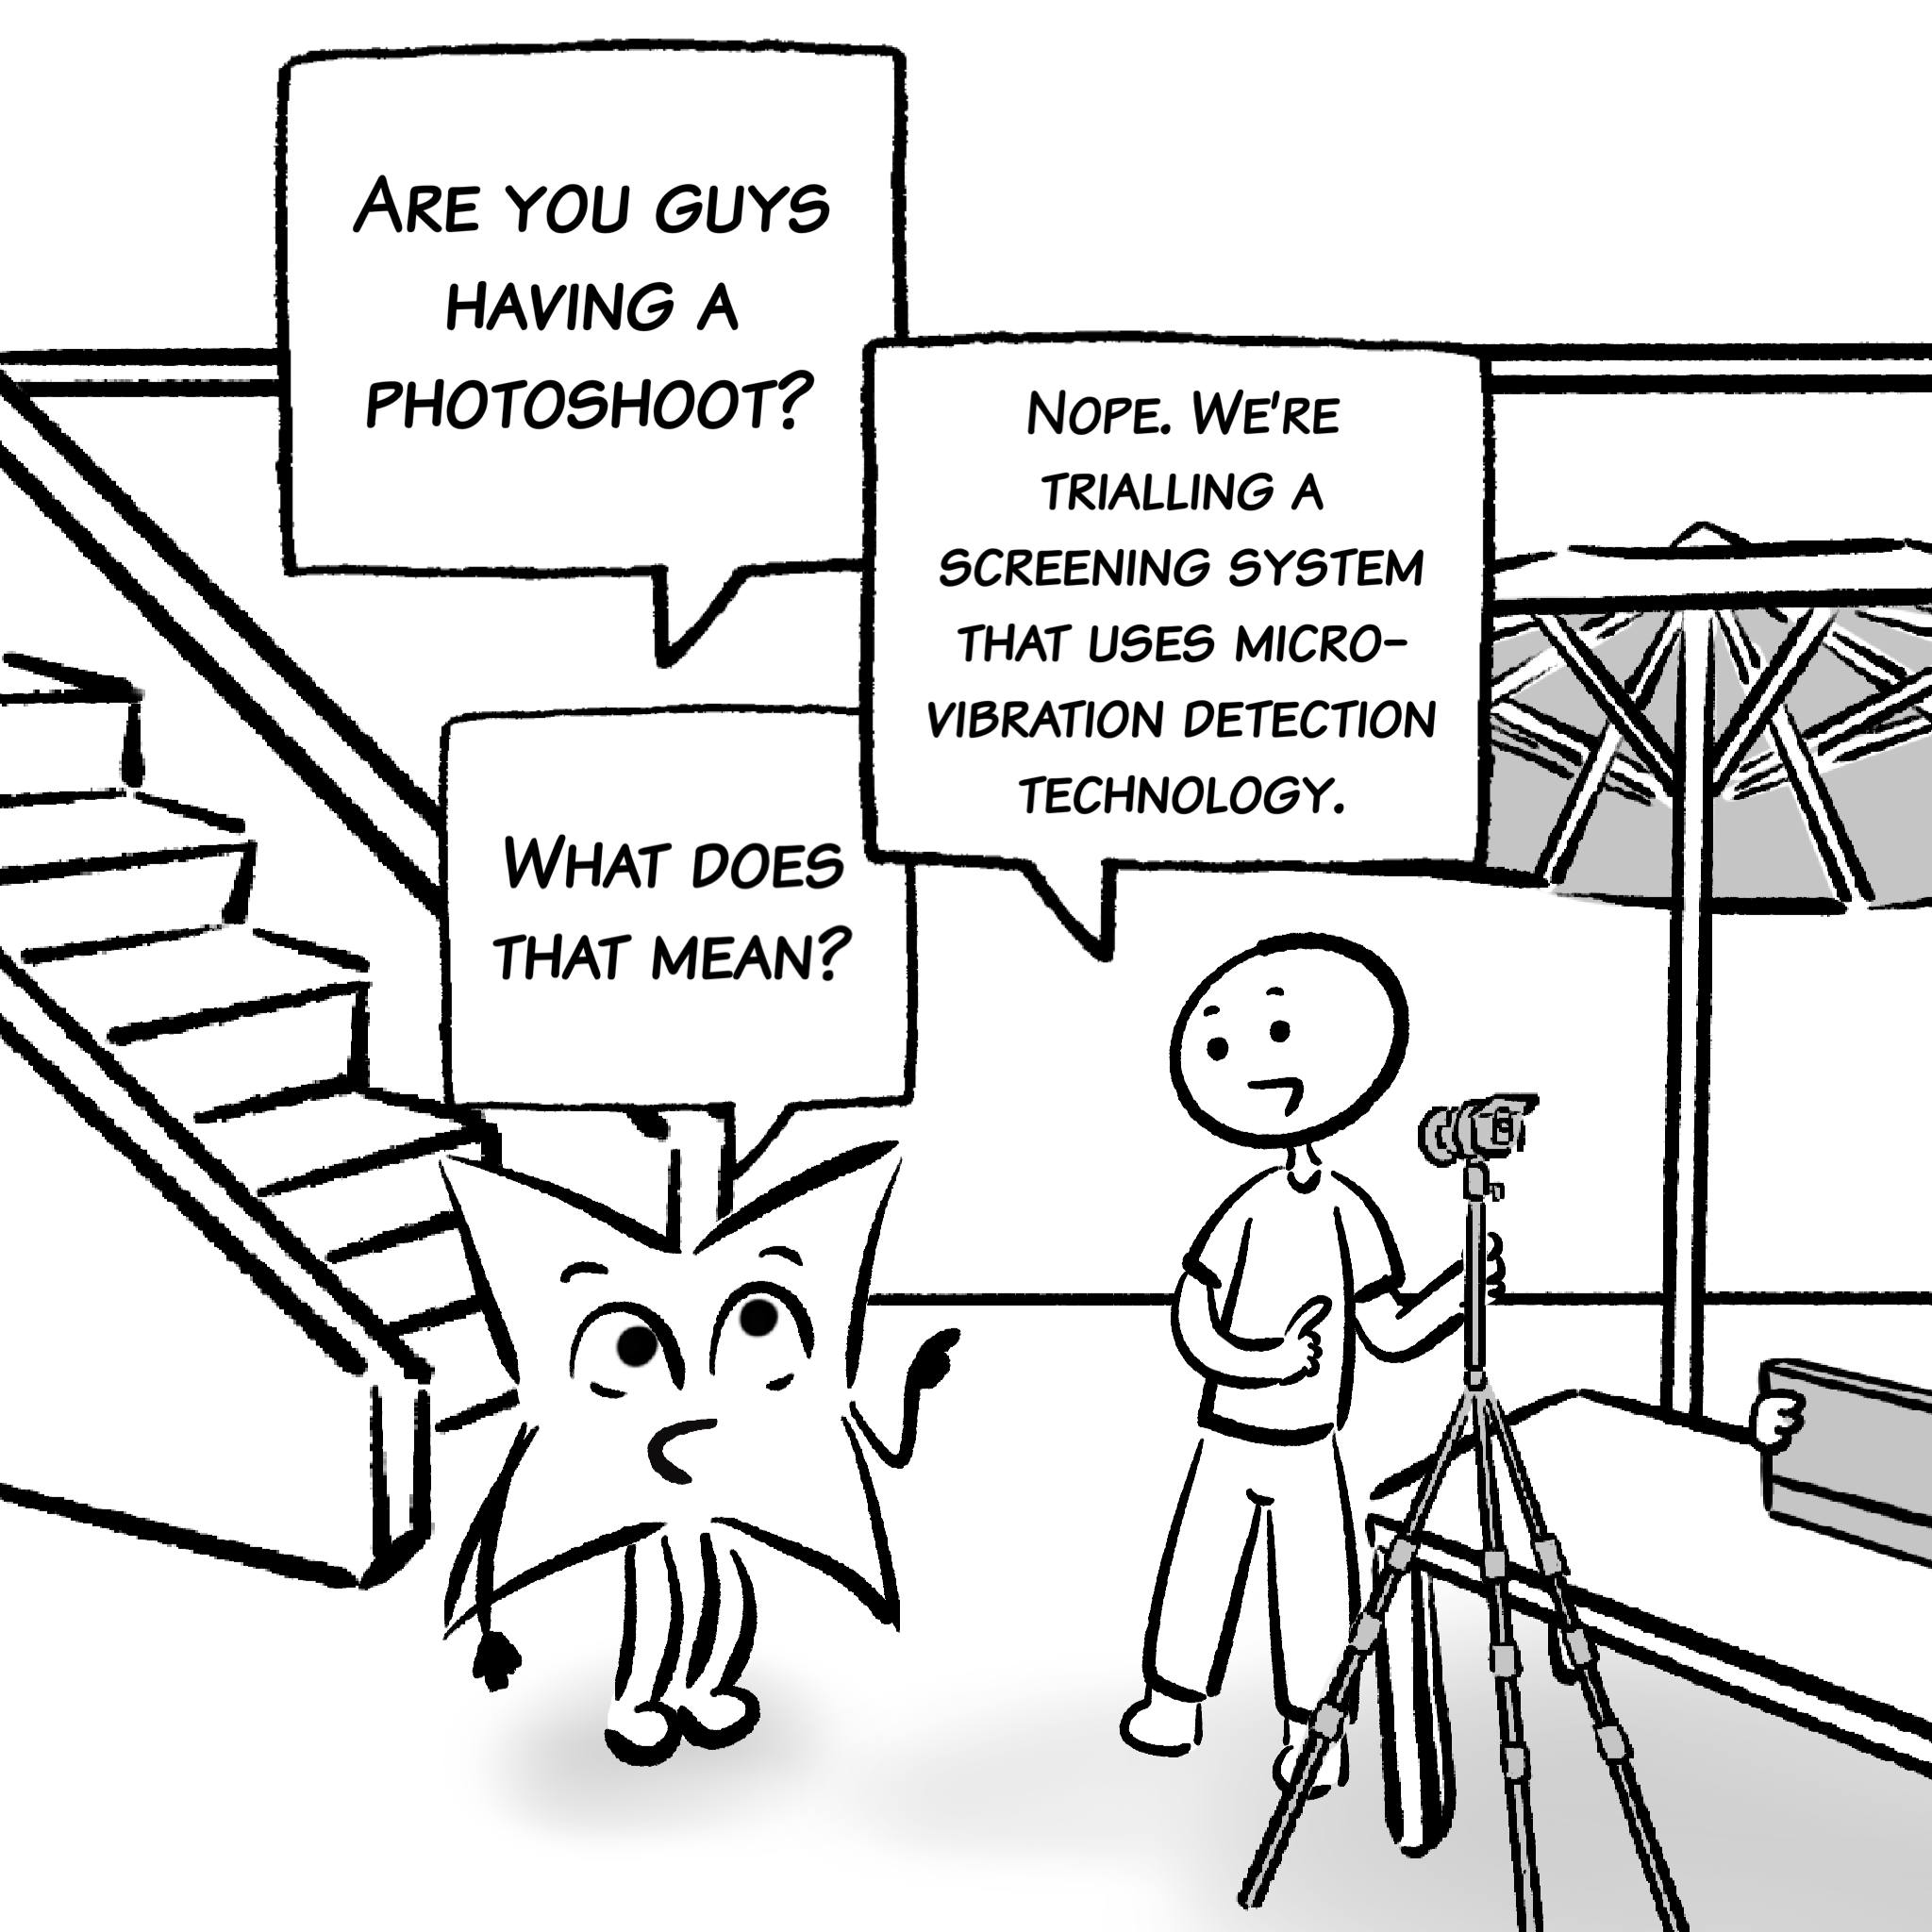 Are you guys
having a
photoshoot?
Nope. We're
trialling a
screening system
that uses micro-
vibration detection
technology.
What does
that mean?